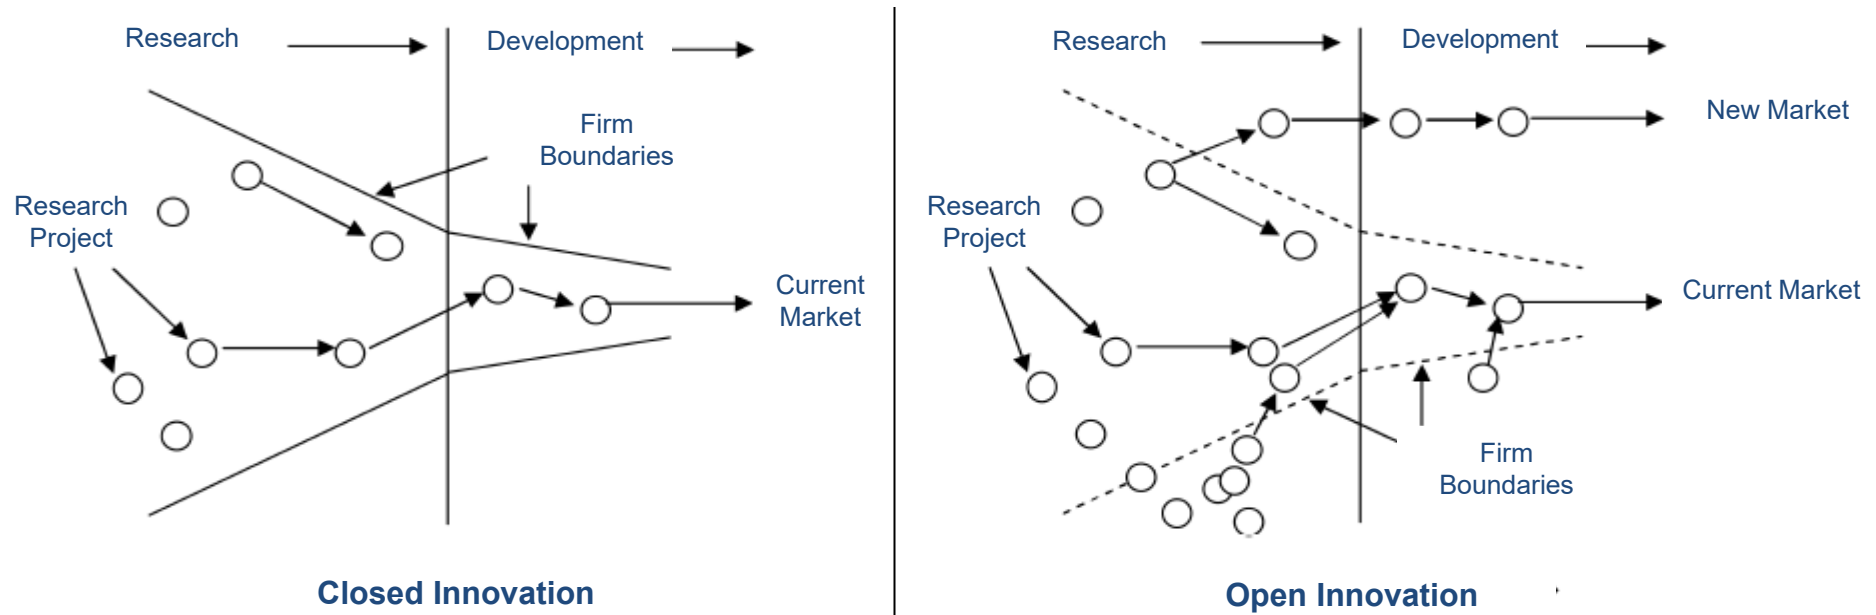 Research
Development
Firm
Boundaries
Research
Project
Current
Market
Closed Innovation
Research
Development
New Market
Research
Project
Current Market
Firm
Boundaries
Open Innovation